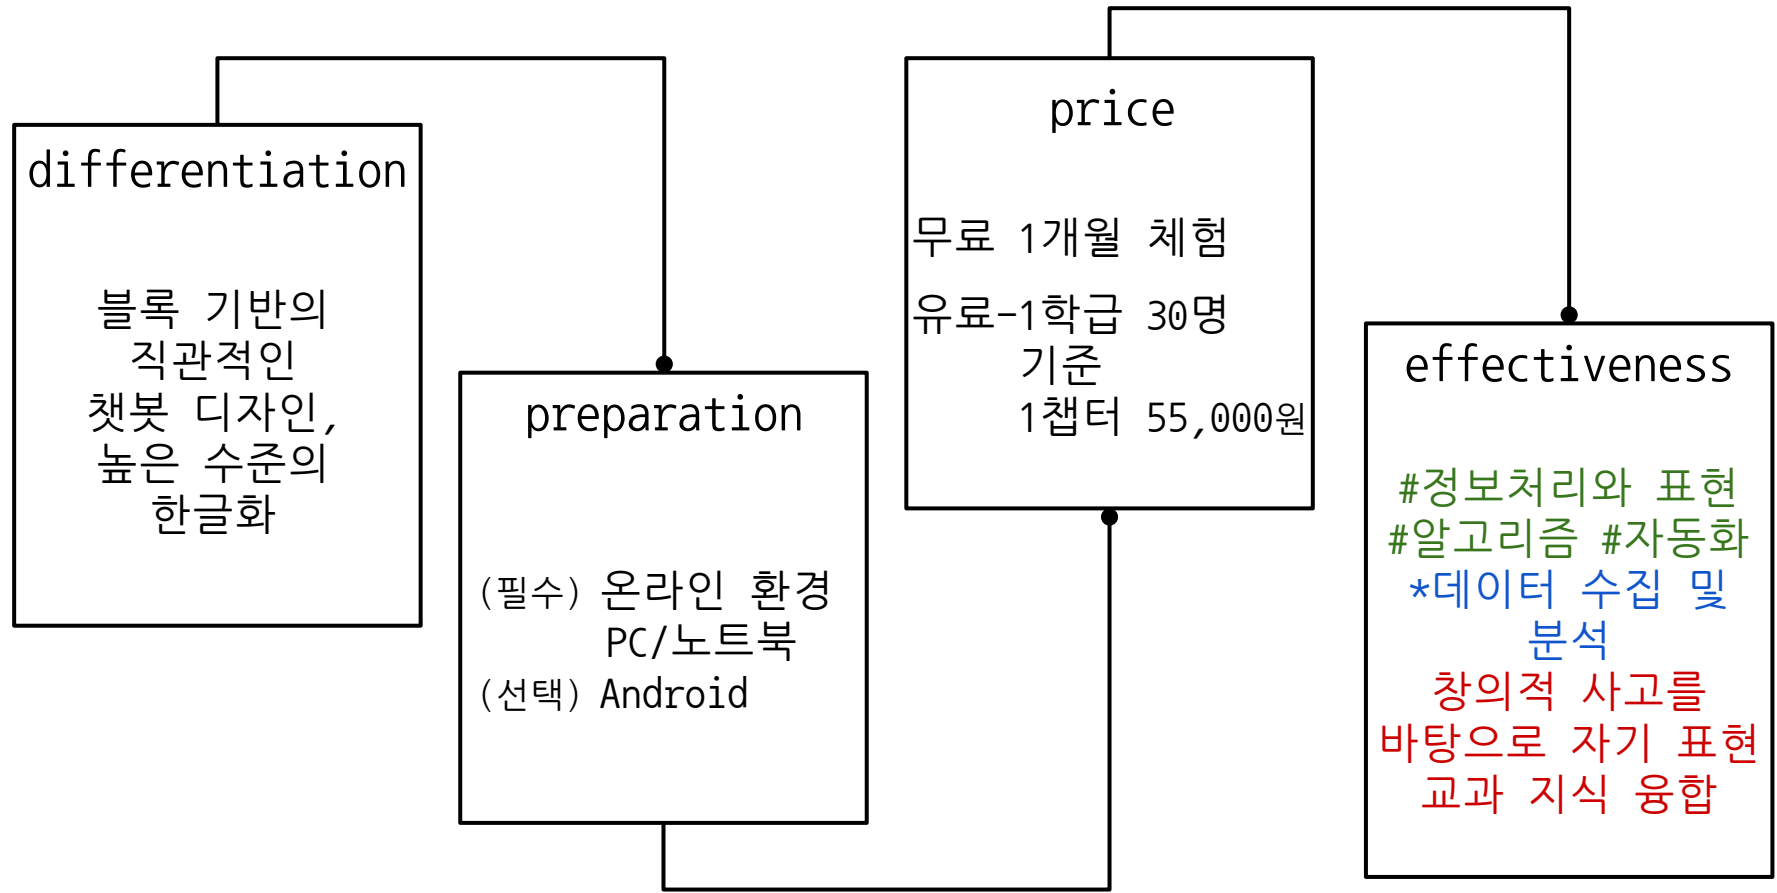 differentiation
블록 기반의
직관적인
챗봇 디자인,
높은 수준의
한글화
preparation
(필수) 온라인 환경
PC/노트북
(선택) Android
price
무료 1개월 체험
유료-1학급 30명
기준
1챕터 55,000원
effectiveness
#정보처리와 표현
#알고리즘 #자동화
*데이터 수집 및
분석
창의적 사고를
바탕으로 자기 표현
교과 지식 융합